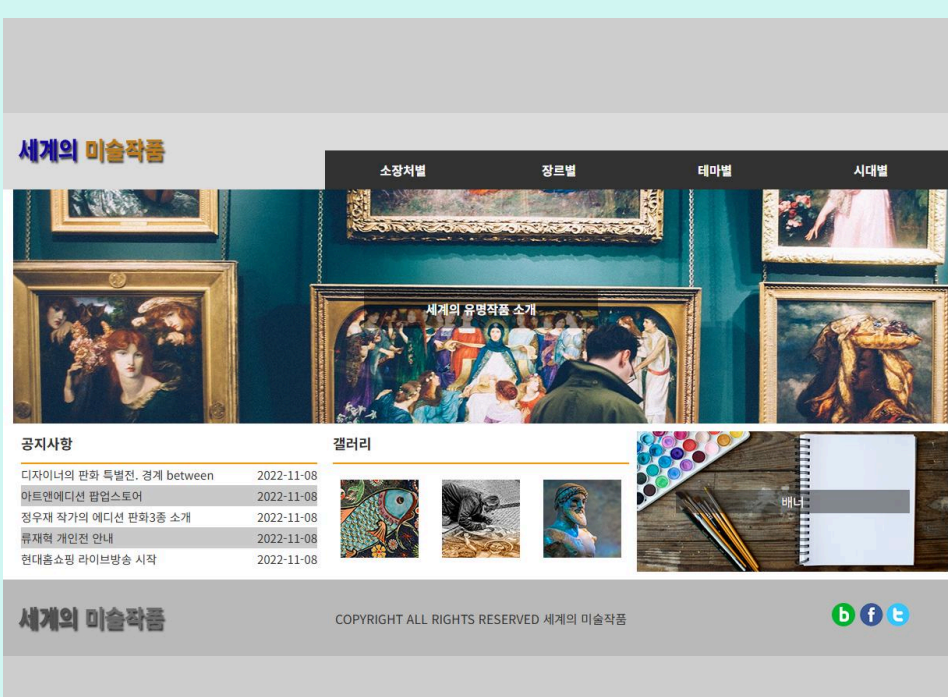 세계의 미술작품
소장처별 장르별 테마별 시대별
세계의 유명작품 소개
공지사항
디자이너의 판화 특별전. 경계 between 2022-11-08
아트앤에디션 팝업스토어 2022-11-08
정우재 작가의 에디션 판화3종 소개 2022-11-08
류재혁 개인전 안내 2022-11-08
현대홈쇼핑 라이브방송 시작 2022-11-08
갤러리
배너
세계의 미술작품
COPYRIGHT ALL RIGHTS RESERVED 세계의 미술작품
b f t